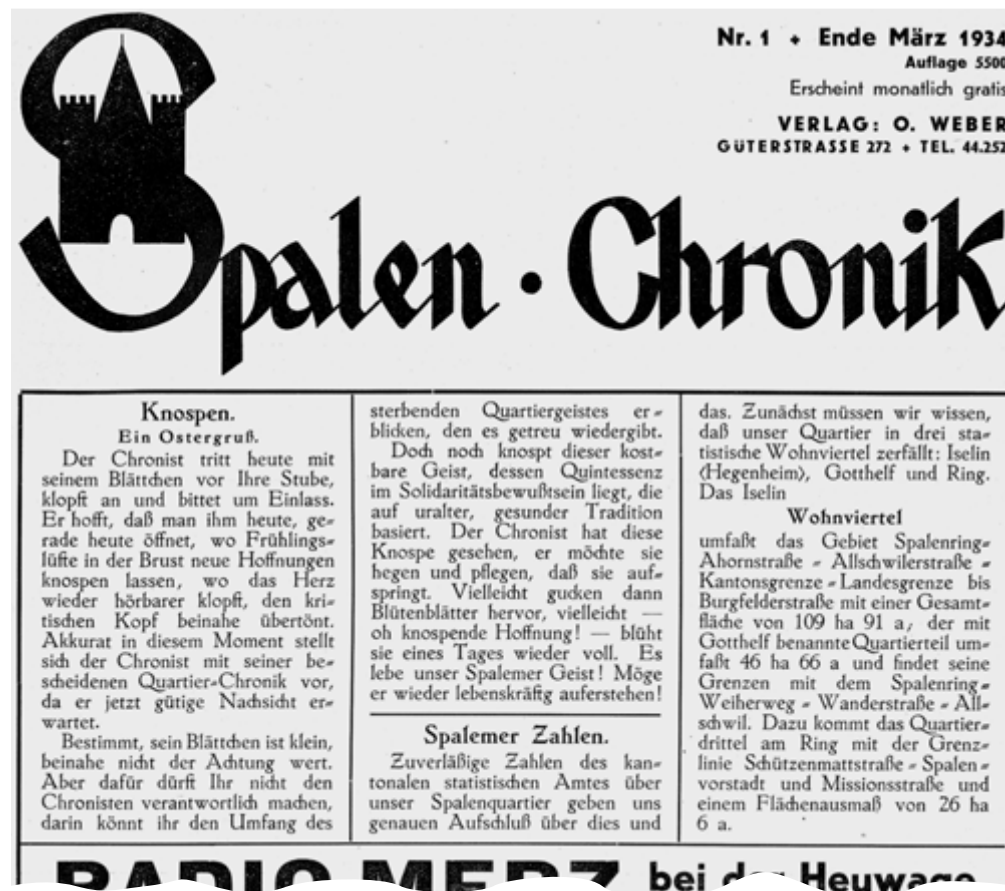 Nr. 1 + Ende März 1934
Auflage 5500
Erscheint monatlich gratis
VERLAG: O. WEBER
GÜTERSTRASSE 272 + TEL. 44.252
Spalen · Chronik
Knospen.
Ein Ostergruß.
Der Chronist tritt heute mit
seinem Blättchen vor Ihre Stube,
klopft an und bittet um Einlass.
Er hofft, daß man ihm heute, ge-
rade heute öffnet, wo Frühlings-
lüfte in der Brust neue Hoffnungen
knospen lassen, wo das Herz
wieder hörbarer klopft, den kri-
tischen Kopf beinahe übertönt.
Akkurat in diesem Moment stellt
sich der Chronist mit seiner be-
scheidenen Quartier-Chronik vor,
da er jetzt gütige Nachsicht er-
wartet.
Bestimmt, sein Blättchen ist klein,
beinahe nicht der Achtung wert.
Aber dafür dürft Ihr nicht den
Chronisten verantwortlich machen,
darin könnt ihr den Umfang des
sterbenden Quartiergeistes er-
blicken, den es getreu wiedergibt.
Doch noch knospt dieser kost-
bare Geist, dessen Quintessenz
im Solidaritätsbewußtsein liegt, die
auf uralter, gesunder Tradition
basiert. Der Chronist hat diese
Knospe gesehen, er möchte sie
hegen und pflegen, daß sie auf-
springt. Vielleicht gucken dann
Blütenblätter hervor, vielleicht —
oh knospende Hoffnung! — blüht
sie eines Tages wieder voll. Es
lebe unser Spalemer Geist! Möge
er wieder lebenskräftig auferstehen!
Spalemer Zahlen.
Zuverläßige Zahlen des kan-
tonalen statistischen Amtes über
unser Spalenquartier geben uns
genauen Aufschluß über dies und
das. Zunächst müssen wir wissen,
daß unser Quartier in drei sta-
tistische Wohnviertel zerfällt: Iselin
(Hegenheim), Gotthelf und Ring.
Das Iselin
Wohnviertel
umfaßt das Gebiet Spalenring-
Ahornstraße - Allschwilerstraße -
Kantonsgrenze - Landesgrenze bis
Burgfelderstraße mit einer Gesamt-
fläche von 109 ha 91 a, der mit
Gotthelf benannte Quartierteil um-
faßt 46 ha 66 a und findet seine
Grenzen mit dem Spalenring-
Weiherweg - Wanderstraße - All-
schwil. Dazu kommt das Quartier-
drittel am Ring mit der Grenz-
linie Schützenmattstraße - Spalen-
vorstadt und Missionsstraße und
einem Flächenausmaß von 26 ha
6 a.
RADIO MERZ bei der Heuwage